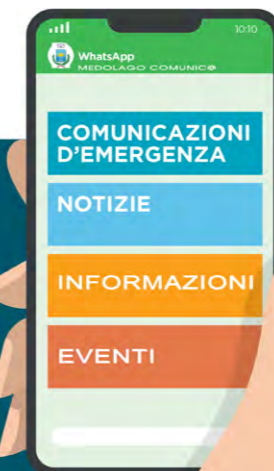 10:10
WhatsApp
MEDOLAGO COMUNIC@
COMUNICAZIONI
D'EMERGENZA
NOTIZIE
INFORMAZIONI
EVENTI